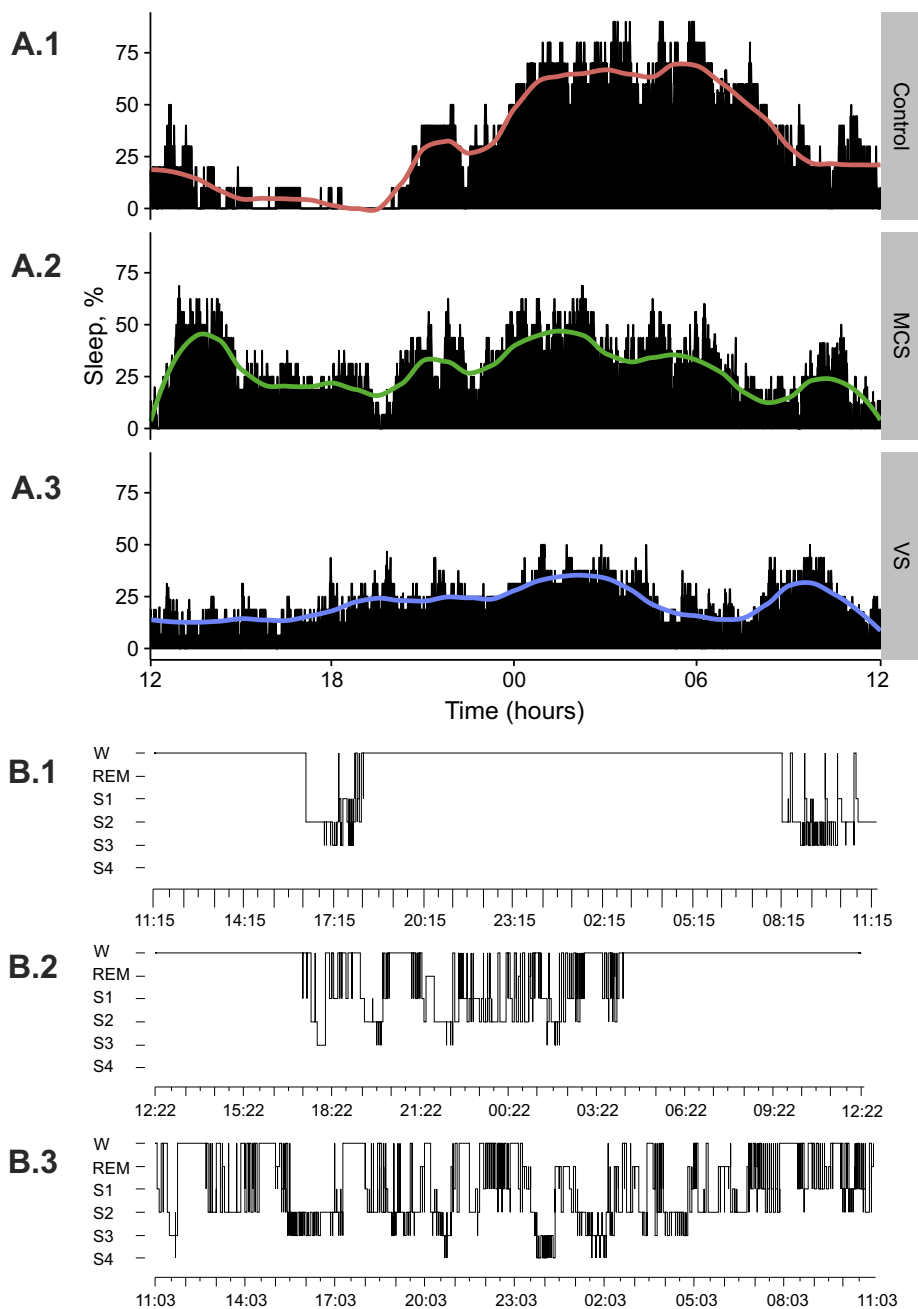 A.1
75
50
25
0
Control
A.2
75
50
25
0
MCS
Sleep, %
A.3
75
50
25
0
VS
12 18 00 06 12
Time (hours)
B.1
W
REM
S1
S2
S3
S4
11:15 14:15 17:15 20:15 23:15 02:15 05:15 08:15 11:15
B.2
W
REM
S1
S2
S3
S4
12:22 15:22 18:22 21:22 00:22 03:22 06:22 09:22 12:22
B.3
W
REM
S1
S2
S3
S4
11:03 14:03 17:03 20:03 23:03 02:03 05:03 08:03 11:03